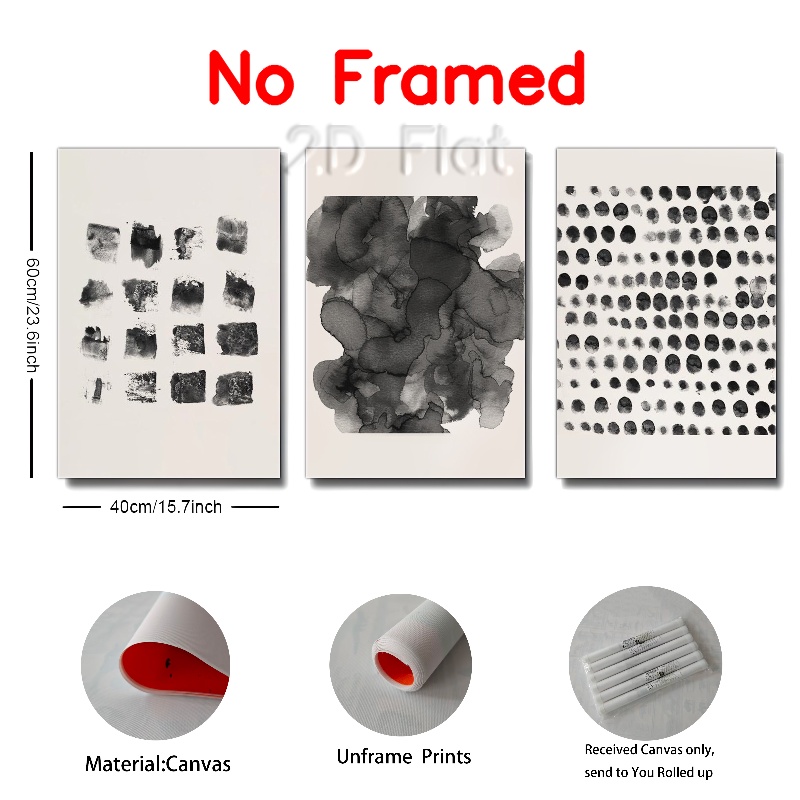 No Framed
2D Flat
60cm/23.6inch
40cm/15.7inch
Material:Canvas
Unframe Prints
Received Canvas only,
send to You Rolled up